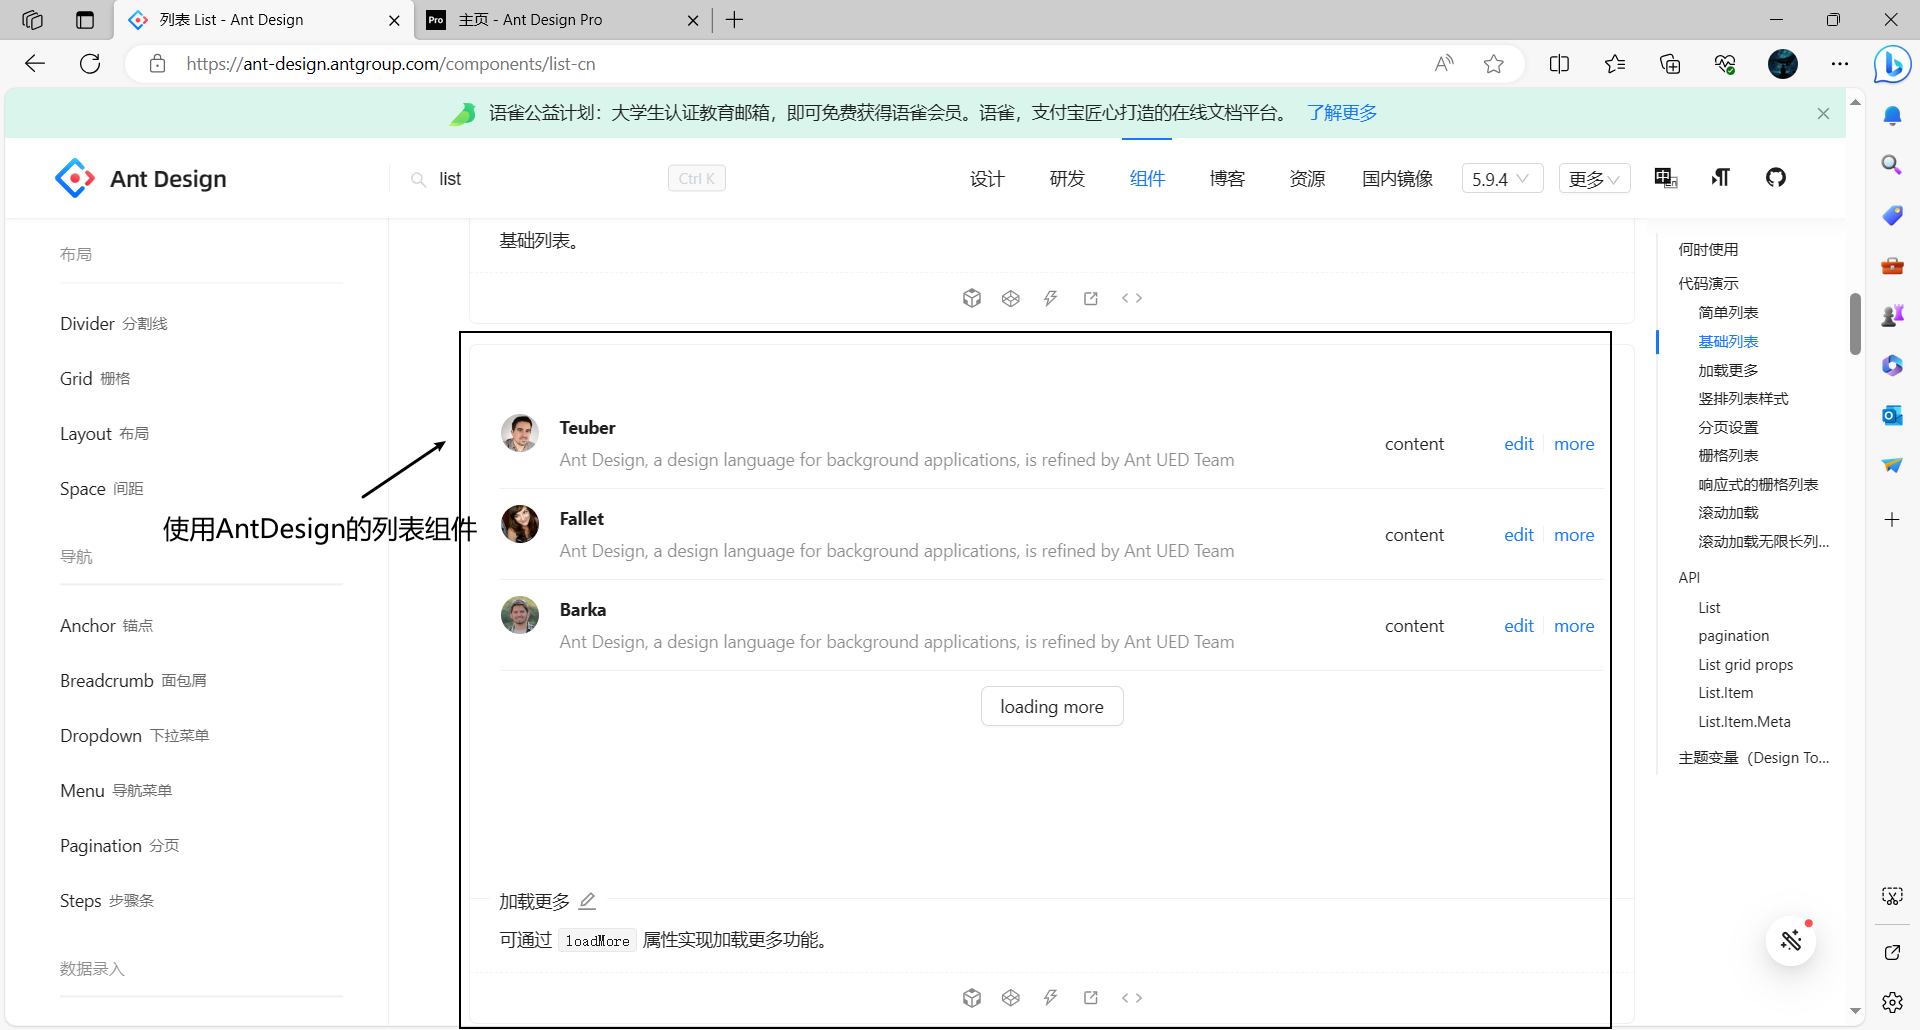 列表 List - Ant Design
Pro
主页 - Ant Design Pro
https://ant-design.antgroup.com/components/list-cn
语雀公益计划：大学生认证教育邮箱，即可免费获得语雀会员。语雀，支付宝匠心打造的在线文档平台。 了解更多
Ant Design
list
Ctrl K
设计
研发
组件
博客
资源
国内镜像
5.9.4
更多
布局
Divider 分割线
Grid 栅格
Layout 布局
Space 间距
导航
Anchor 锚点
Breadcrumb 面包屑
Dropdown 下拉菜单
Menu 导航菜单
Pagination 分页
Steps 步骤条
数据录入
使用AntDesign的列表组件
基础列表。
Teuber
Ant Design, a design language for background applications, is refined by Ant UED Team
content edit more
Fallet
Ant Design, a design language for background applications, is refined by Ant UED Team
content edit more
Barka
Ant Design, a design language for background applications, is refined by Ant UED Team
content edit more
loading more
加载更多
可通过 loadMore 属性实现加载更多功能。
何时使用
代码演示
简单列表
基础列表
加载更多
竖排列表样式
分页设置
栅格列表
响应式的栅格列表
滚动加载
滚动加载无限长列...
API
List
pagination
List grid props
List.Item
List.Item.Meta
主题变量（Design To...